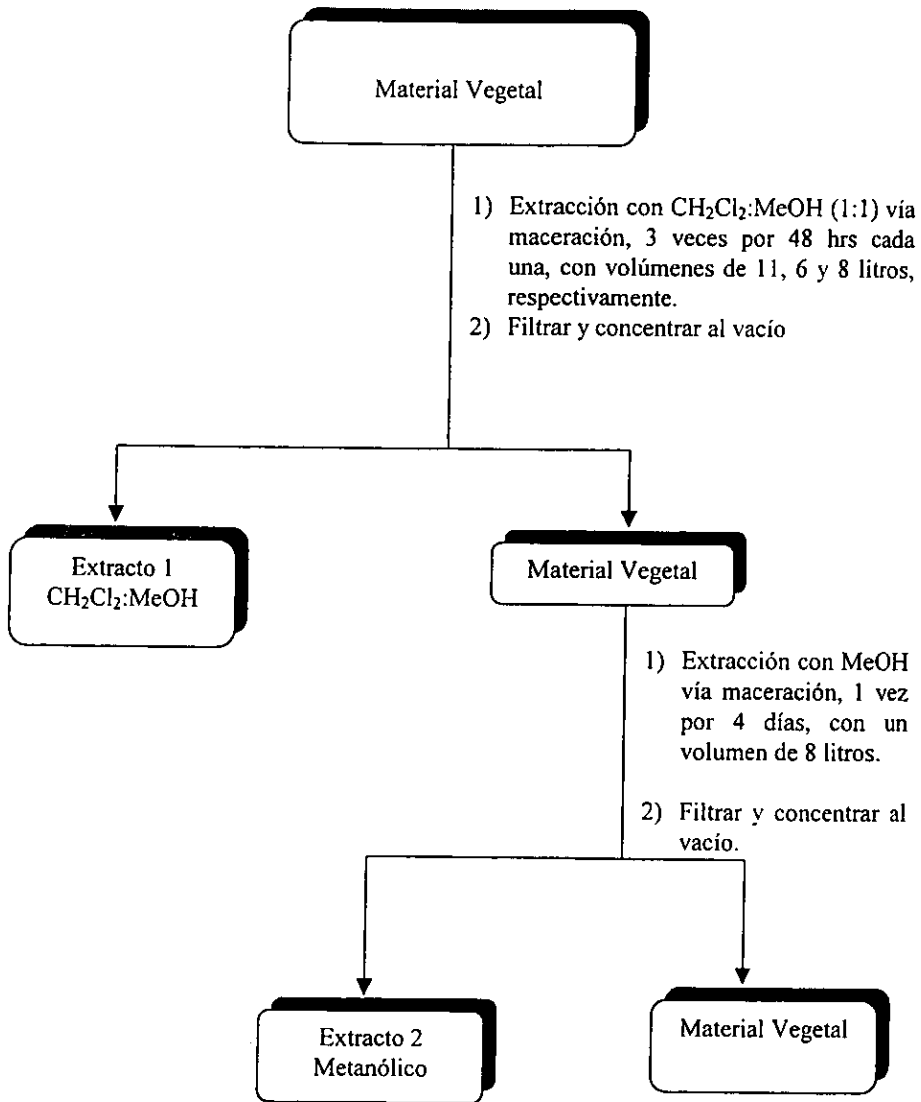 Material Vegetal
1) Extracción con CH₂Cl₂:MeOH (1:1) vía
maceración, 3 veces por 48 hrs cada
una, con volúmenes de 11, 6 y 8 litros,
respectivamente.
2) Filtrar y concentrar al vacío
Extracto 1
CH₂Cl₂:MeOH
Material Vegetal
1) Extracción con MeOH
vía maceración, 1 vez
por 4 días, con un
volumen de 8 litros.
2) Filtrar y concentrar al
vacío.
Extracto 2
Metanólico
Material Vegetal